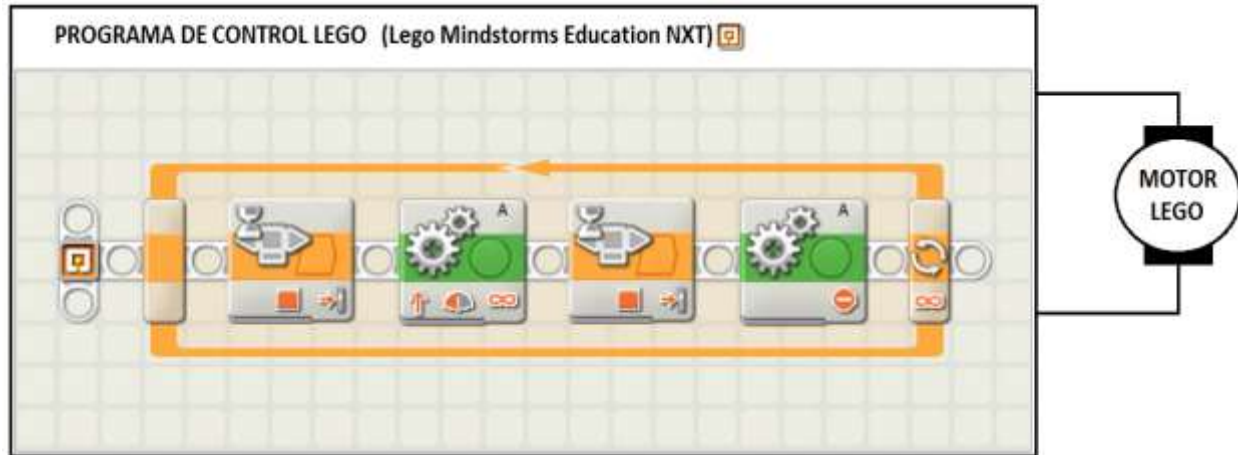 PROGRAMA DE CONTROL LEGO (Lego Mindstorms Education NXT)
A
A
MOTOR
LEGO